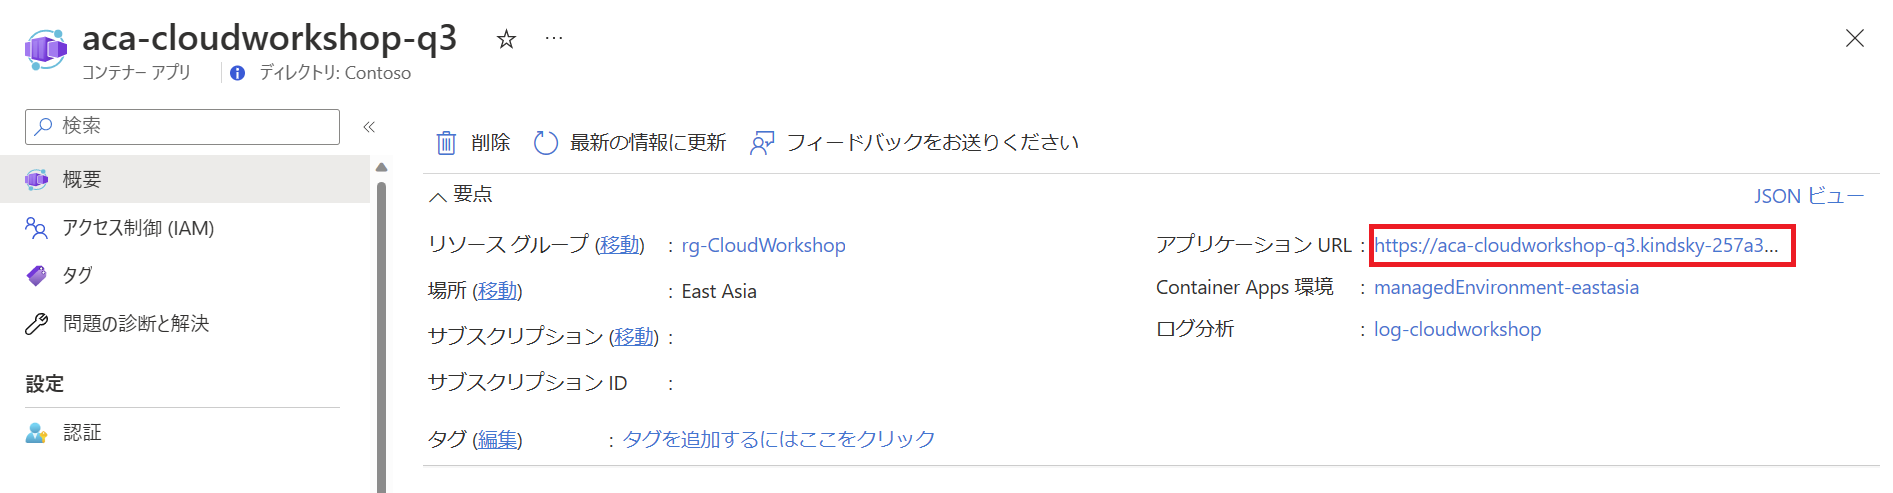 aca-cloudworkshop-q3 ☆ …
コンテナー アプリ ディレクトリ: Contoso
検索 «
概要
アクセス制御 (IAM)
タグ
問題の診断と解決
設定
認証
削除 最新の情報に更新 フィードバックをお送りください
要点 JSON ビュー
リソース グループ (移動) : rg-CloudWorkshop
場所 (移動) : East Asia
サブスクリプション (移動) :
サブスクリプション ID :
アプリケーション URL : https://aca-cloudworkshop-q3.kindsky-257a3...
Container Apps 環境 : managedEnvironment-eastasia
ログ分析 : log-cloudworkshop
タグ (編集) : タグを追加するにはここをクリック